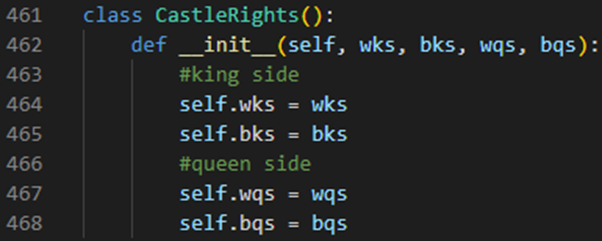 461 class CastleRights():
462     def __init__(self, wks, bks, wqs, bqs):
463         #king side
464         self.wks = wks
465         self.bks = bks
466         #queen side
467         self.wqs = wqs
468         self.bqs = bqs